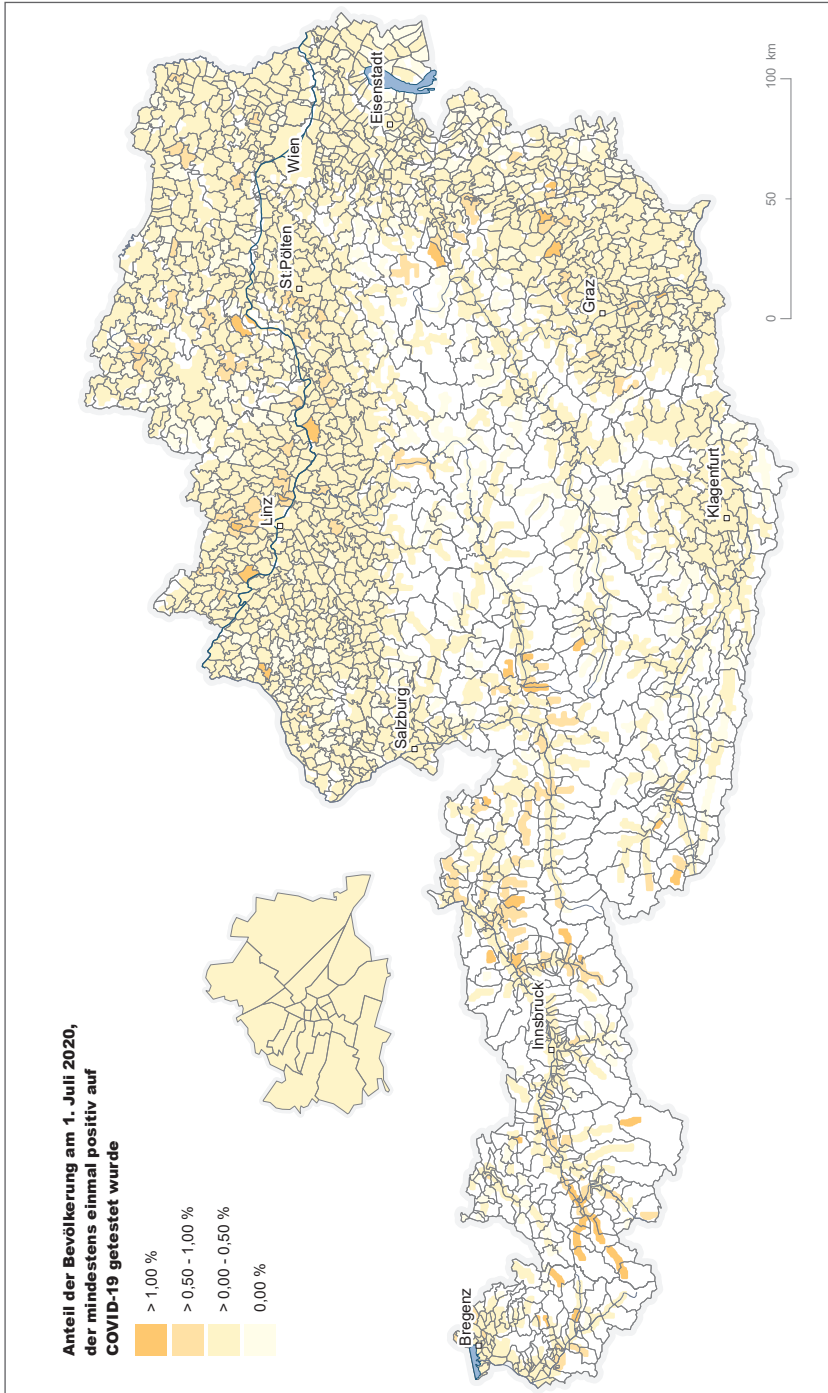 Anteil der Bevölkerung am 1. Juli 2020,
der mindestens einmal positiv auf
COVID-19 getestet wurde
> 1,00 %
> 0,50 - 1,00 %
> 0,00 - 0,50 %
0,00 %
Bregenz
Innsbruck
Salzburg
Linz
St.Pölten
Wien
Eisenstadt
Graz
Klagenfurt
0
50
100 km